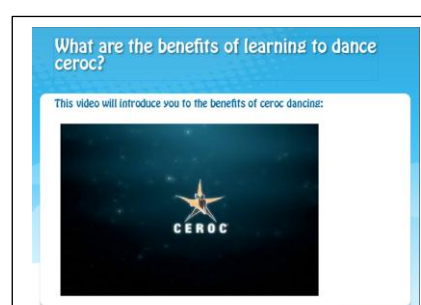 What are the benefits of learning to dance
ceroc?
This video will introduce you to the benefits of ceroc dancing:
CEROC